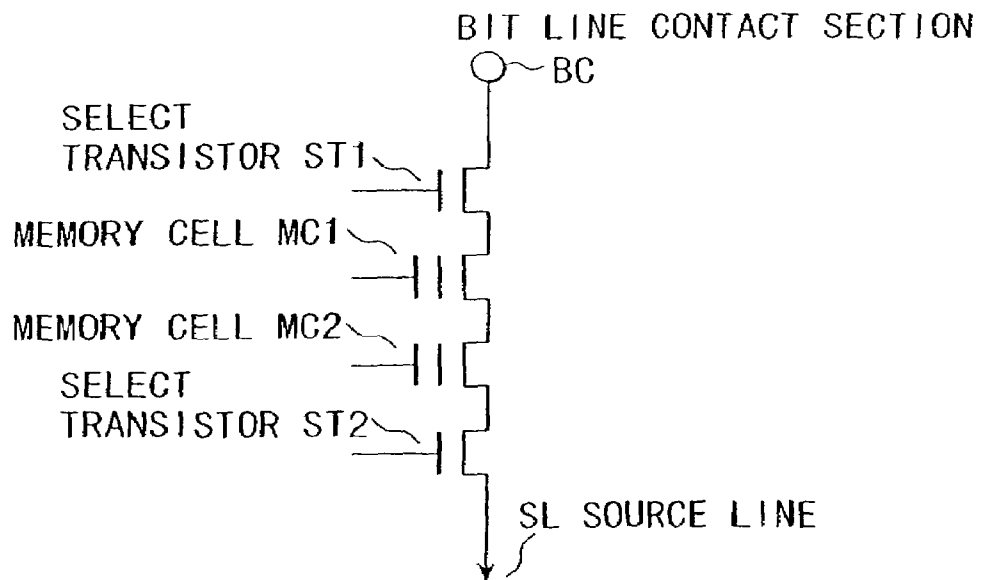 BIT LINE CONTACT SECTION
BC
SELECT
TRANSISTOR ST1
MEMORY CELL MC1
MEMORY CELL MC2
SELECT
TRANSISTOR ST2
SL SOURCE LINE